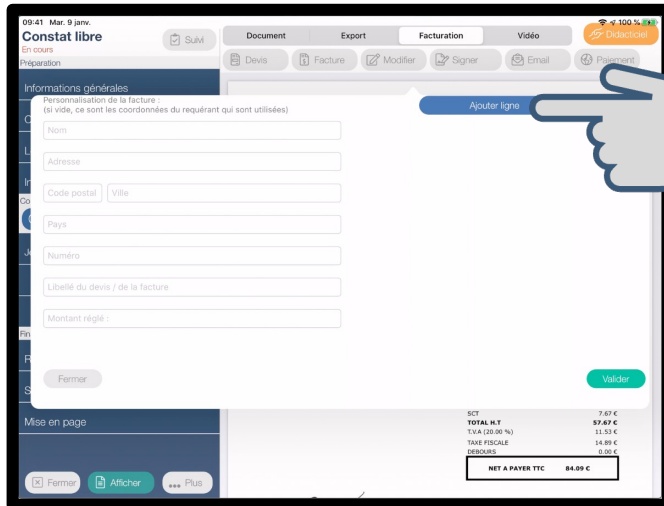 09:41 Mar. 9 janv.
100 %
Constat libre
En cours
Préparation
Suivi
Document
Export
Facturation
Vidéo
Didacticiel
Devis
Facture
Modifier
Signer
Email
Paiement
Informations générales
Personnalisation de la facture :
(si vide, ce sont les coordonnées du requérant qui sont utilisées)
Ajouter ligne
Nom
Adresse
Code postal
Ville
Pays
Numéro
Libellé du devis / de la facture
Montant réglé :
Fermer
Valider
Mise en page
SCT 7.67 €
TOTAL H.T 57.67 €
T.V.A (20.00 %) 11.53 €
TAXE FISCALE 14.89 €
DEBOURS 0.00 €
NET A PAYER TTC 84.09 €
Fermer
Afficher
Plus